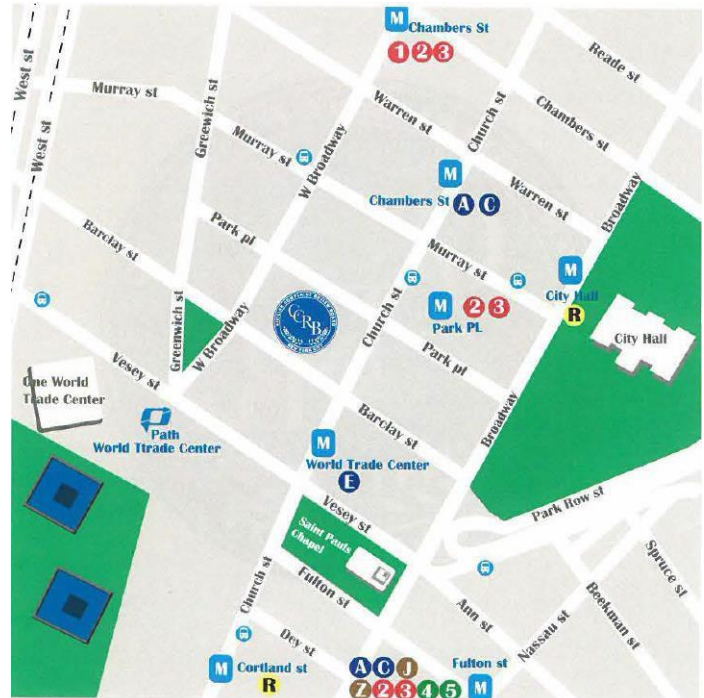 M
Chambers St
1 2 3
Reade st
West st
Murray st
Greewich st
Warren st
Church st
Chambers st
Murray st
W Broadway
West st
M
Chambers St A C
Warren st
Broadway
Park pl
Barclay st
Murray st
M
City Hall
R
M 2 3
Park PL
City Hall
CCRB
Church st
Park pl
Greenwich st
W Broadway
Vesey st
One World
Trade Center
Path
World Ttrade Center
Barclay st
Broadway
M
World Trade Center
E
Vesey st
Park Row st
Saint Pauls
Chapel
Fulton st
Church st
Ann st
Nassau st
Beekman st
Spruce st
Dey st
M Cortland st
R
A C J
Z 2 3 4 5
Fulton st
M